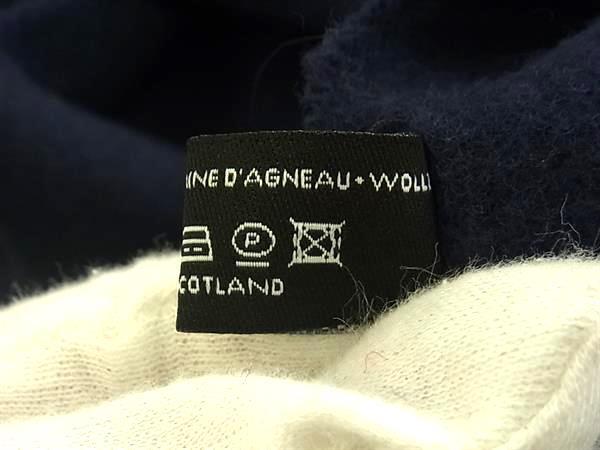 INE D'AGNEAU • WOLL
P
COTLAND